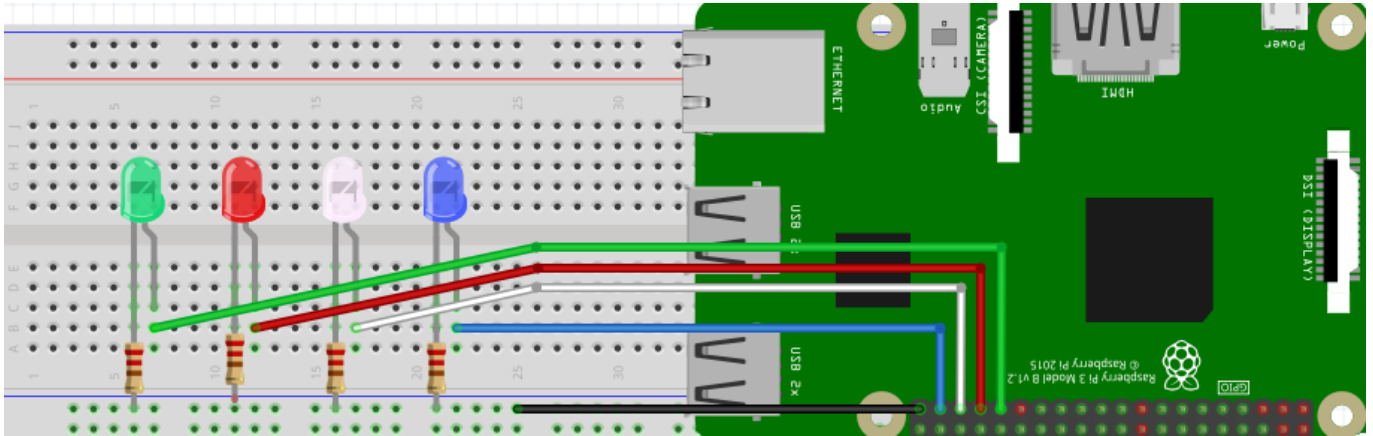 1 5 10 15 20 25 30
J
I
H
G
F
E
D
C
B
A
1 5 10 15 20 25 30
ETHERNET
Audio
CSI (CAMERA)
HDMI
Power
DSI (DISPLAY)
USB 2x
USB 2x
Raspberry Pi 3 Model B v1.2
© Raspberry Pi 2015
GPIO